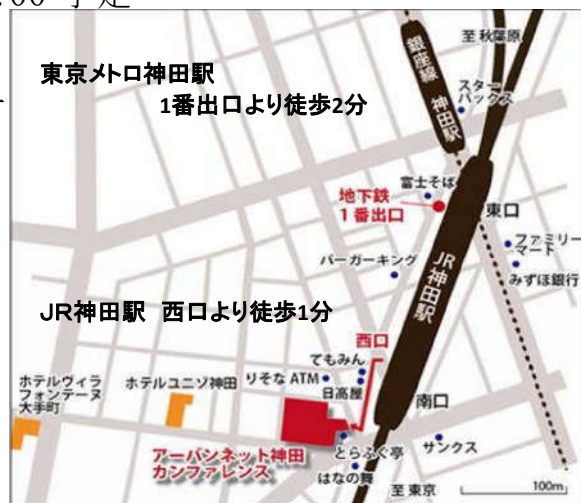 :00 予定
東京メトロ神田駅
1番出口より徒歩2分
至 秋葉原
銀座線 神田駅
スターバックス
富士そば
地下鉄
1番出口
東口
ファミリー
マート
みずほ銀行
バーガーキング
JR神田駅
JR神田駅 西口より徒歩1分
西口
てもみん
りそな ATM
日高屋
ホテルヴィラ
フォンテーヌ
大手町
ホテルユニゾ神田
南口
サンクス
とらふぐ亭
アーバンネット神田
カンファレンス
はなの舞
至 東京
100m